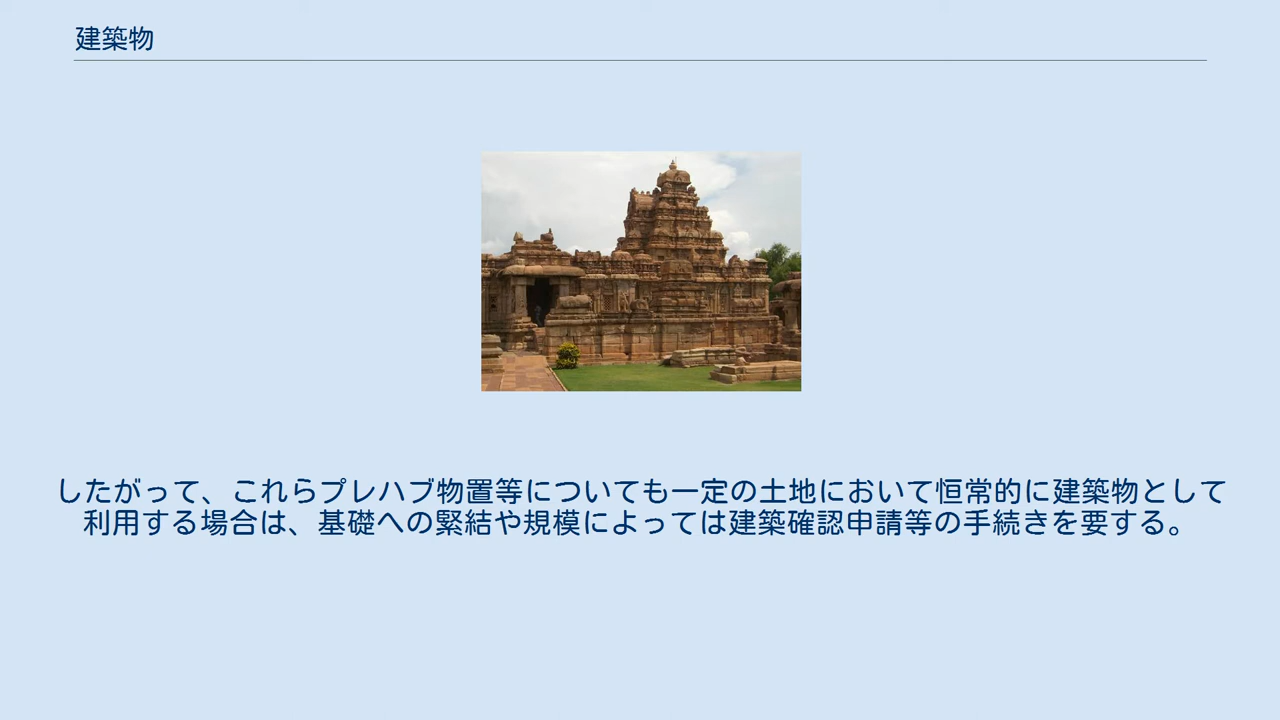 建築物
したがって、これらプレハブ物置等についても一定の土地において恒常的に建築物として
利用する場合は、基礎への緊結や規模によっては建築確認申請等の手続きを要する。